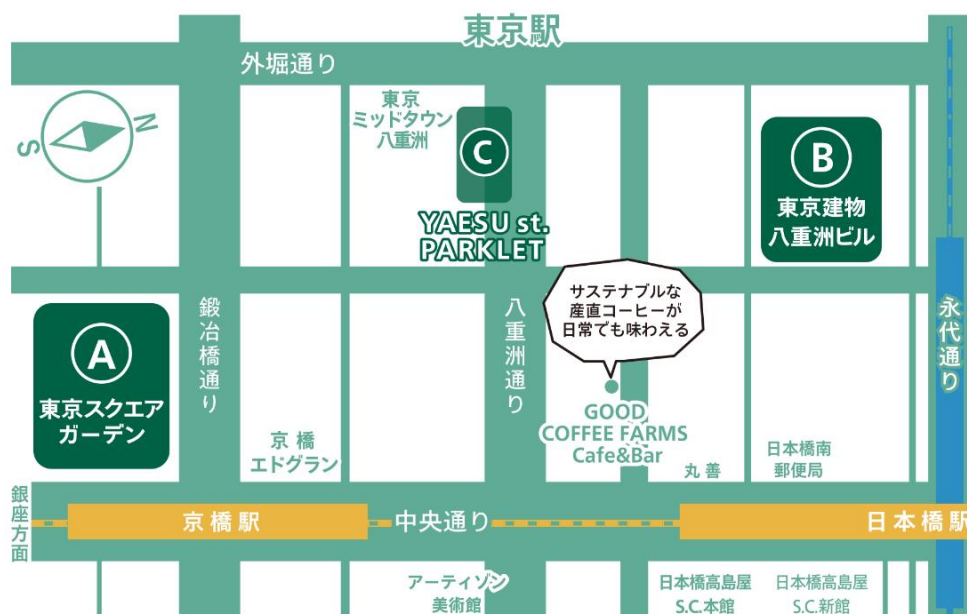 東京駅
外堀通り
N
S
東京
ミッドタウン
八重洲
C
YAESU st.
PARKLET
B
東京建物
八重洲ビル
サステナブルな
産直コーヒーが
日常でも味わえる
鍛冶橋通り
八重洲通り
永代通り
A
東京スクエア
ガーデン
GOOD
COFFEE FARMS
Cafe&Bar
京橋
エドグラン
丸善
日本橋南
郵便局
銀座方面
京橋駅
中央通り
日本橋駅
アーティゾン
美術館
日本橋高島屋
S.C.本館
日本橋高島屋
S.C.新館